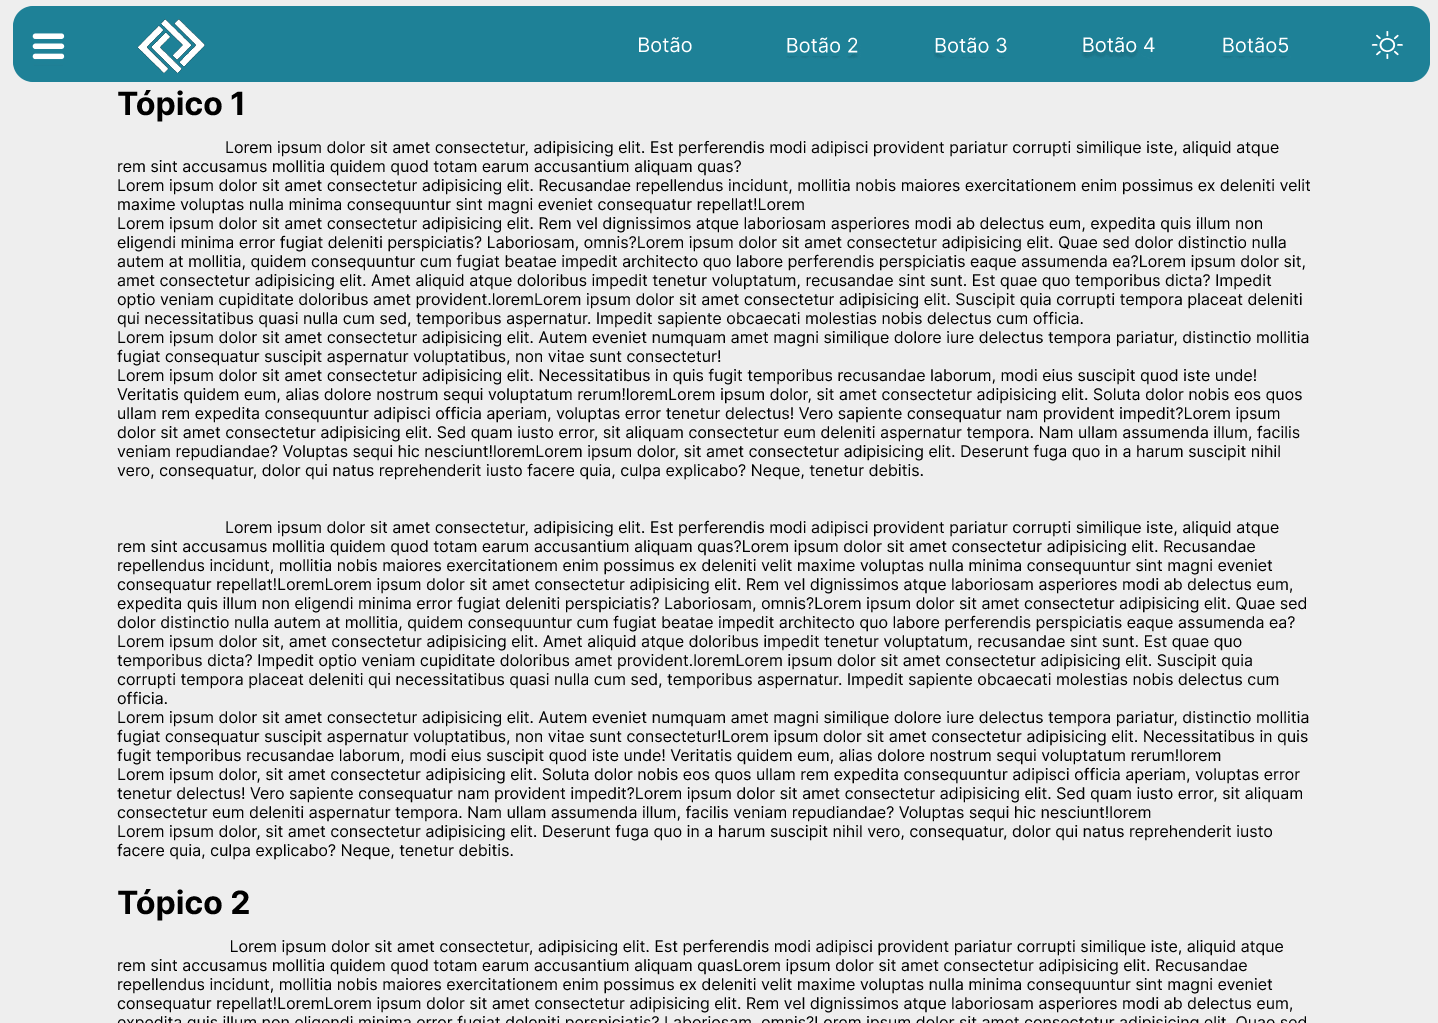 Botão
Botão 2
Botão 3
Botão 4
Botão5
Tópico 1
Lorem ipsum dolor sit amet consectetur, adipisicing elit. Est perferendis modi adipisci provident pariatur corrupti similique iste, aliquid atque
rem sint accusamus mollitia quidem quod totam earum accusantium aliquam quas?
Lorem ipsum dolor sit amet consectetur adipisicing elit. Recusandae repellendus incidunt, mollitia nobis maiores exercitationem enim possimus ex deleniti velit
maxime voluptas nulla minima consequuntur sint magni eveniet consequatur repellat!Lorem
Lorem ipsum dolor sit amet consectetur adipisicing elit. Rem vel dignissimos atque laboriosam asperiores modi ab delectus eum, expedita quis illum non
eligendi minima error fugiat deleniti perspiciatis? Laboriosam, omnis?Lorem ipsum dolor sit amet consectetur adipisicing elit. Quae sed dolor distinctio nulla
autem at mollitia, quidem consequuntur cum fugiat beatae impedit architecto quo labore perferendis perspiciatis eaque assumenda ea?Lorem ipsum dolor sit,
amet consectetur adipisicing elit. Amet aliquid atque doloribus impedit tenetur voluptatum, recusandae sint sunt. Est quae quo temporibus dicta? Impedit
optio veniam cupiditate doloribus amet provident.loremLorem ipsum dolor sit amet consectetur adipisicing elit. Suscipit quia corrupti tempora placeat deleniti
qui necessitatibus quasi nulla cum sed, temporibus aspernatur. Impedit sapiente obcaecati molestias nobis delectus cum officia.
Lorem ipsum dolor sit amet consectetur adipisicing elit. Autem eveniet numquam amet magni similique dolore iure delectus tempora pariatur, distinctio mollitia
fugiat consequatur suscipit aspernatur voluptatibus, non vitae sunt consectetur!
Lorem ipsum dolor sit amet consectetur adipisicing elit. Necessitatibus in quis fugit temporibus recusandae laborum, modi eius suscipit quod iste unde!
Veritatis quidem eum, alias dolore nostrum sequi voluptatum rerum!loremLorem ipsum dolor, sit amet consectetur adipisicing elit. Soluta dolor nobis eos quos
ullam rem expedita consequuntur adipisci officia aperiam, voluptas error tenetur delectus! Vero sapiente consequatur nam provident impedit?Lorem ipsum
dolor sit amet consectetur adipisicing elit. Sed quam iusto error, sit aliquam consectetur eum deleniti aspernatur tempora. Nam ullam assumenda illum, facilis
veniam repudiandae? Voluptas sequi hic nesciunt!loremLorem ipsum dolor, sit amet consectetur adipisicing elit. Deserunt fuga quo in a harum suscipit nihil
vero, consequatur, dolor qui natus reprehenderit iusto facere quia, culpa explicabo? Neque, tenetur debitis.
Lorem ipsum dolor sit amet consectetur, adipisicing elit. Est perferendis modi adipisci provident pariatur corrupti similique iste, aliquid atque
rem sint accusamus mollitia quidem quod totam earum accusantium aliquam quas?Lorem ipsum dolor sit amet consectetur adipisicing elit. Recusandae
repellendus incidunt, mollitia nobis maiores exercitationem enim possimus ex deleniti velit maxime voluptas nulla minima consequuntur sint magni eveniet
consequatur repellat!LoremLorem ipsum dolor sit amet consectetur adipisicing elit. Rem vel dignissimos atque laboriosam asperiores modi ab delectus eum,
expedita quis illum non eligendi minima error fugiat deleniti perspiciatis? Laboriosam, omnis?Lorem ipsum dolor sit amet consectetur adipisicing elit. Quae sed
dolor distinctio nulla autem at mollitia, quidem consequuntur cum fugiat beatae impedit architecto quo labore perferendis perspiciatis eaque assumenda ea?
Lorem ipsum dolor sit, amet consectetur adipisicing elit. Amet aliquid atque doloribus impedit tenetur voluptatum, recusandae sint sunt. Est quae quo
temporibus dicta? Impedit optio veniam cupiditate doloribus amet provident.loremLorem ipsum dolor sit amet consectetur adipisicing elit. Suscipit quia
corrupti tempora placeat deleniti qui necessitatibus quasi nulla cum sed, temporibus aspernatur. Impedit sapiente obcaecati molestias nobis delectus cum
officia.
Lorem ipsum dolor sit amet consectetur adipisicing elit. Autem eveniet numquam amet magni similique dolore iure delectus tempora pariatur, distinctio mollitia
fugiat consequatur suscipit aspernatur voluptatibus, non vitae sunt consectetur!Lorem ipsum dolor sit amet consectetur adipisicing elit. Necessitatibus in quis
fugit temporibus recusandae laborum, modi eius suscipit quod iste unde! Veritatis quidem eum, alias dolore nostrum sequi voluptatum rerum!lorem
Lorem ipsum dolor, sit amet consectetur adipisicing elit. Soluta dolor nobis eos quos ullam rem expedita consequuntur adipisci officia aperiam, voluptas error
tenetur delectus! Vero sapiente consequatur nam provident impedit?Lorem ipsum dolor sit amet consectetur adipisicing elit. Sed quam iusto error, sit aliquam
consectetur eum deleniti aspernatur tempora. Nam ullam assumenda illum, facilis veniam repudiandae? Voluptas sequi hic nesciunt!lorem
Lorem ipsum dolor, sit amet consectetur adipisicing elit. Deserunt fuga quo in a harum suscipit nihil vero, consequatur, dolor qui natus reprehenderit iusto
facere quia, culpa explicabo? Neque, tenetur debitis.
Tópico 2
Lorem ipsum dolor sit amet consectetur, adipisicing elit. Est perferendis modi adipisci provident pariatur corrupti similique iste, aliquid atque
rem sint accusamus mollitia quidem quod totam earum accusantium aliquam quasLorem ipsum dolor sit amet consectetur adipisicing elit. Recusandae
repellendus incidunt, mollitia nobis maiores exercitationem enim possimus ex deleniti velit maxime voluptas nulla minima consequuntur sint magni eveniet
consequatur repellat!LoremLorem ipsum dolor sit amet consectetur adipisicing elit. Rem vel dignissimos atque laboriosam asperiores modi ab delectus eum,
expedita quis illum non eligendi minima error fugiat deleniti perspiciatis? Laboriosam, omnis?Lorem ipsum dolor sit amet consectetur adipisicing elit. Quae sed